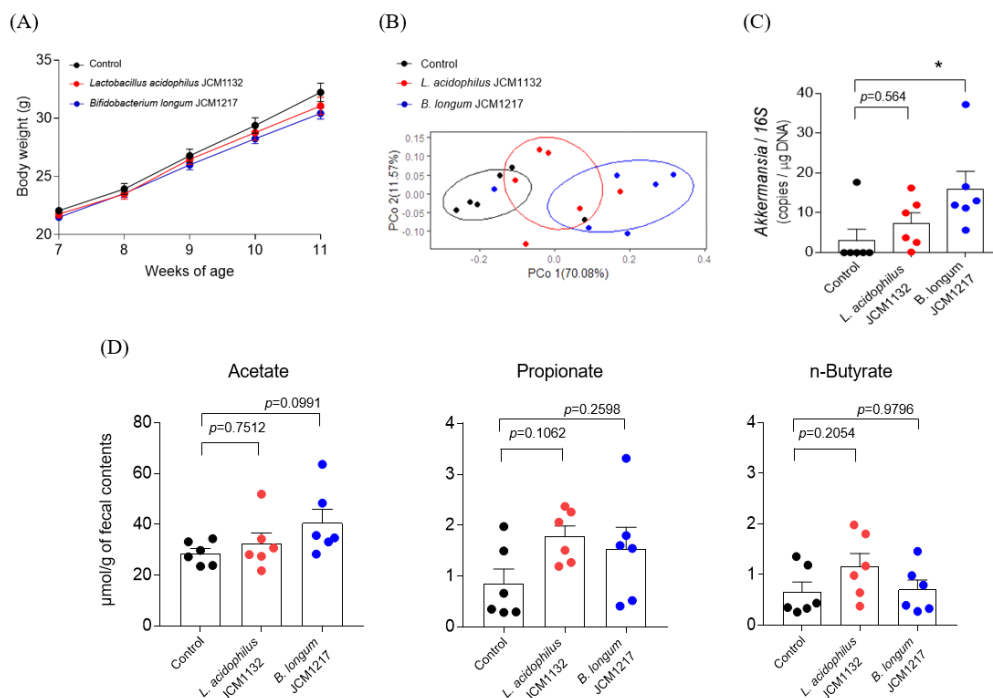 (A)
35
30
25
20
Body weight (g)
Control
Lactobacillus acidophilus JCM1132
Bifidobacterium longum JCM1217
7 8 9 10 11
Weeks of age
(B)
Control
L. acidophilus JCM1132
B. longum JCM1217
0.15
0.10
0.05
0.00
-0.05
-0.10
PCo 2(11.57%)
-0.2 0.0 0.2 0.4
PCo 1(70.08%)
(C)
*
p=0.564
40
30
20
10
0
Akkermansia / 16S
(copies / μg DNA)
Control
L. acidophilus
JCM1132
B. longum
JCM1217
(D)
Acetate
p=0.0991
p=0.7512
80
60
40
20
0
μmol/g of fecal contents
Control
L. acidophilus
JCM1132
B. longum
JCM1217
Propionate
p=0.2598
p=0.1062
4
3
2
1
0
Control
L. acidophilus
JCM1132
B. longum
JCM1217
n-Butyrate
p=0.9796
p=0.2054
4
3
2
1
0
Control
L. acidophilus
JCM1132
B. longum
JCM1217